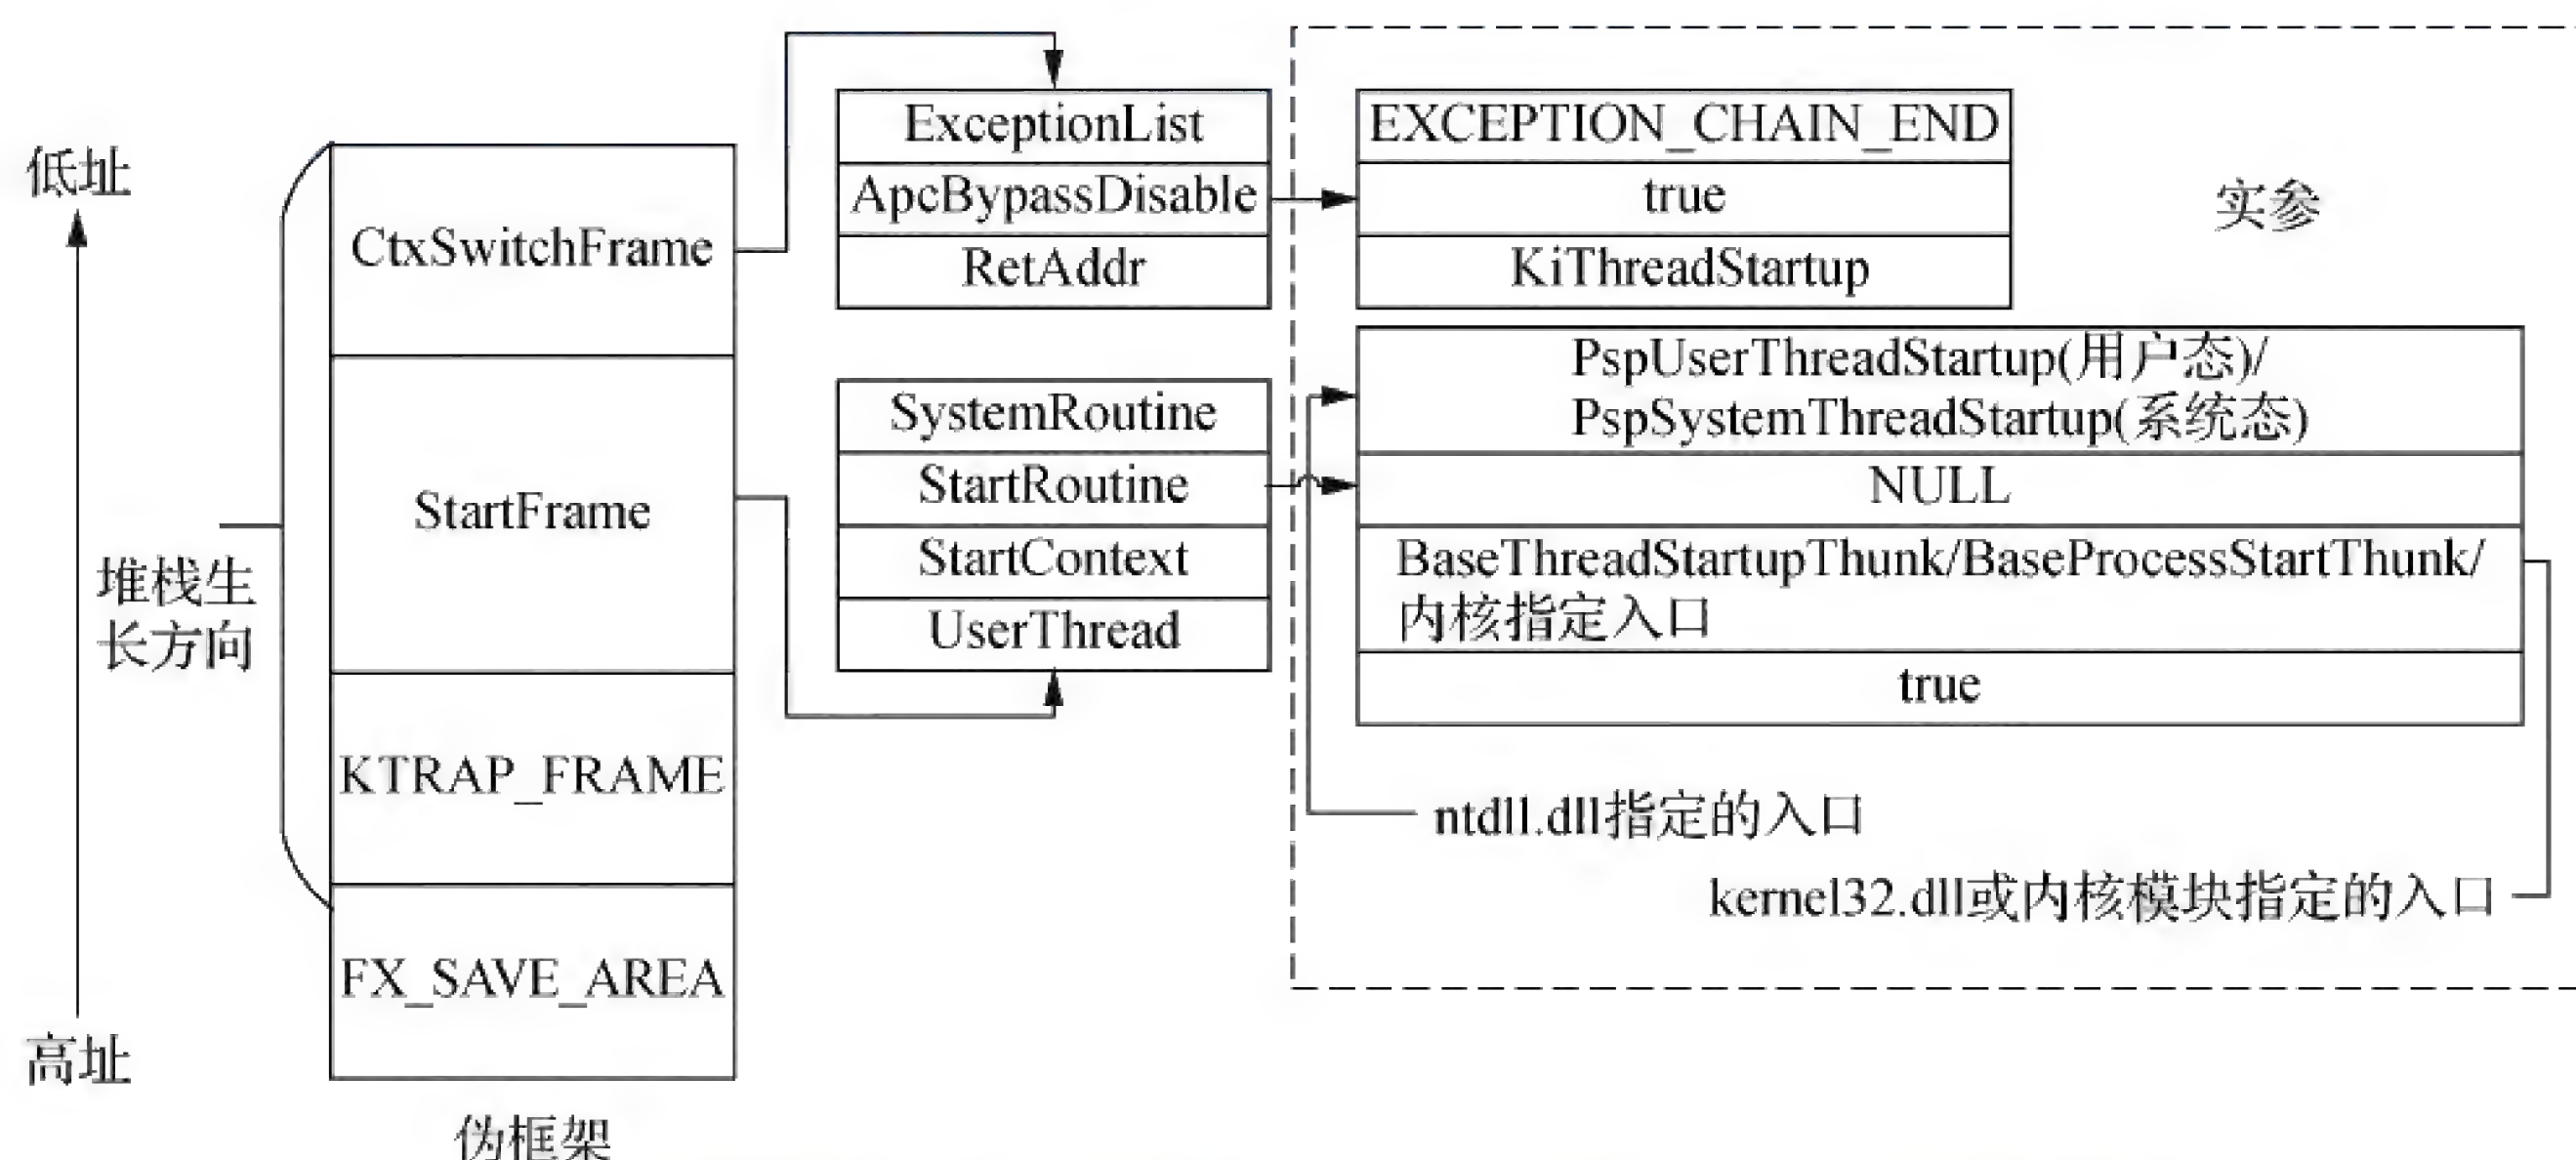 低址
高址
堆栈生
长方向
CtxSwitchFrame
StartFrame
KTRAP_FRAME
FX_SAVE_AREA
伪框架
ExceptionList
ApcBypassDisable
RetAddr
SystemRoutine
StartRoutine
StartContext
UserThread
EXCEPTION_CHAIN_END
true
KiThreadStartup
实参
PspUserThreadStartup(用户态)/
PspSystemThreadStartup(系统态)
NULL
BaseThreadStartupThunk/BaseProcessStartThunk/
内核指定入口
true
ntdll.dll指定的入口
kernel32.dll或内核模块指定的入口